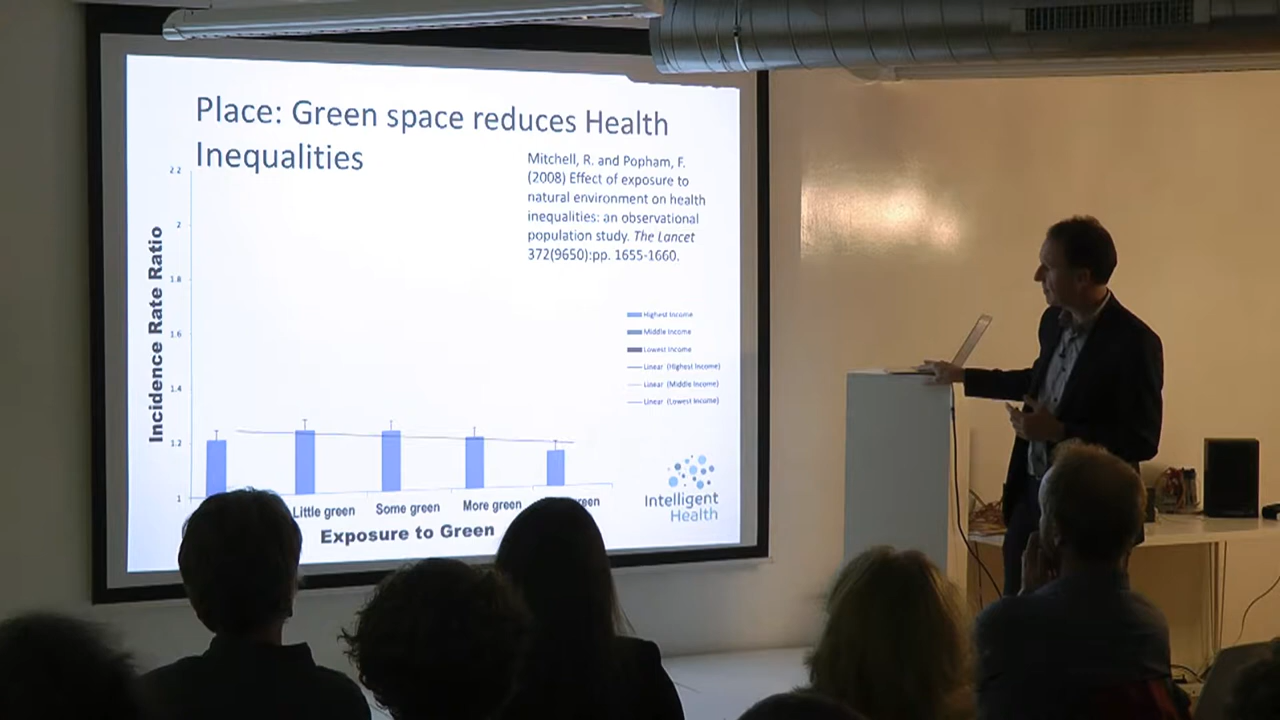 Place: Green space reduces Health
Inequalities
Mitchell, R. and Popham, F.
(2008) Effect of exposure to
natural environment on health
inequalities: an observational
population study. The Lancet
372(9650):pp. 1655-1660.
Incidence Rate Ratio
2.2
2
1.8
1.6
1.4
1.2
1
Highest Income
Middle Income
Lowest Income
Linear (Highest Income)
Linear (Middle Income)
Linear (Lowest Income)
Little green
Some green
More green
Exposure to Green
Intelligent
Health